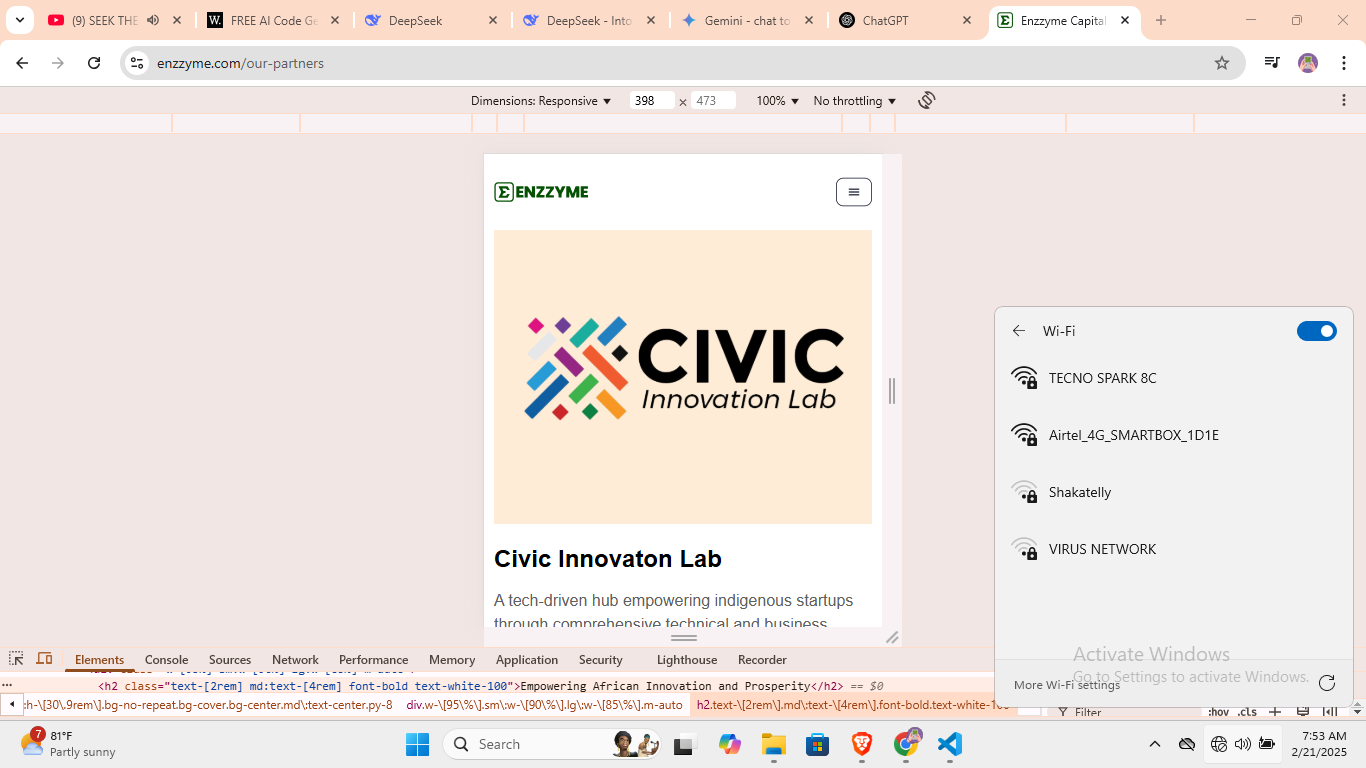 (9) SEEK THE
FREE AI Code Ge
DeepSeek
DeepSeek - Into
Gemini - chat to
ChatGPT
Enzzyme Capital
enzzyme.com/our-partners
Dimensions: Responsive
398
×
473
100%
No throttling
ENZZYME
CIVIC
Innovation Lab
Civic Innovaton Lab
A tech-driven hub empowering indigenous startups
through comprehensive technical and business
Wi-Fi
TECNO SPARK 8C
Airtel_4G_SMARTBOX_1D1E
Shakatelly
VIRUS NETWORK
Activate Windows
Go to Settings to activate Windows.
More Wi-Fi settings
Elements
Console
Sources
Network
Performance
Memory
Application
Security
Lighthouse
Recorder
<h2 class="text-[2rem] md:text-[4rem] font-bold text-white-100">Empowering African Innovation and Prosperity</h2> == $0
:h-\[30\.9rem\].bg-no-repeat.bg-cover.bg-center.md\:text-center.py-8
div.w-\[95\%\].sm\:w-\[90\%\].lg\:w-\[85\%\].m-auto
h2.text-\[2rem\].md\:text-\[4rem\].font-bold.text-white-100
Filter
:hov
.cls
7
81°F
Partly sunny
Search
7:53 AM
2/21/2025